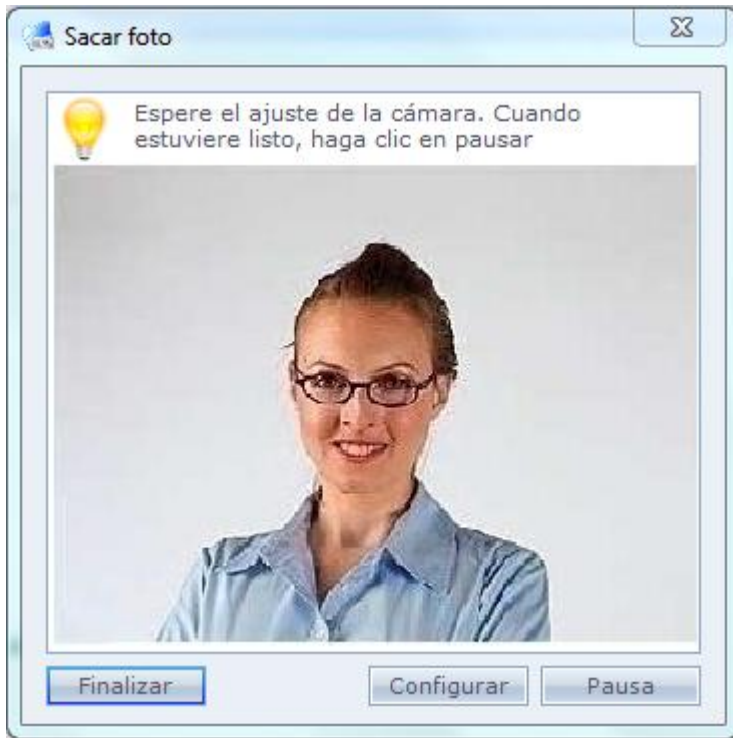 Sacar foto
Espere el ajuste de la cámara. Cuando
estuviere listo, haga clic en pausar
Finalizar
Configurar
Pausa